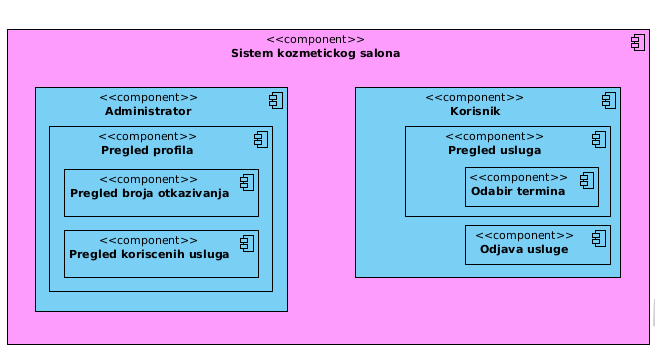 <<component>>
Sistem kozmetickog salona
<<component>>
Administrator
<<component>>
Pregled profila
<<component>>
Pregled broja otkazivanja
<<component>>
Pregled koriscenih usluga
<<component>>
Korisnik
<<component>>
Pregled usluga
<<component>>
Odabir termina
<<component>>
Odjava usluge